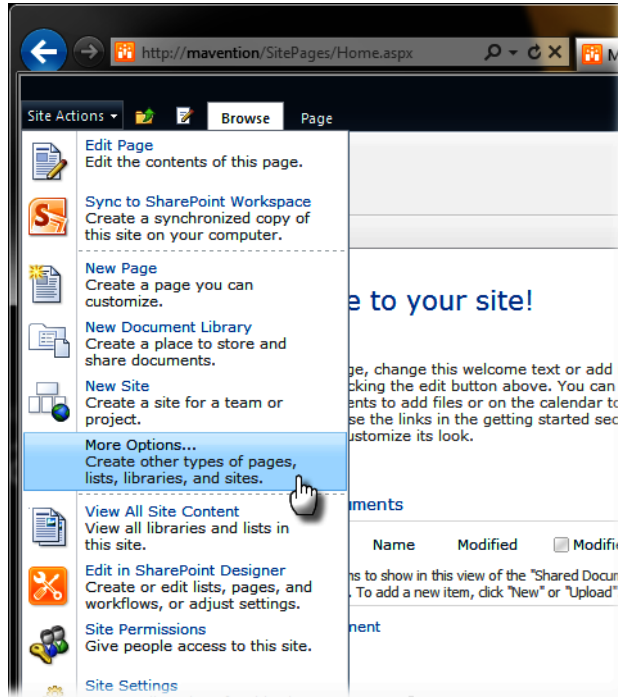 http://mavention/SitePages/Home.aspx
Site Actions
Browse
Page
Edit Page
Edit the contents of this page.
Sync to SharePoint Workspace
Create a synchronized copy of
this site on your computer.
New Page
Create a page you can
customize.
New Document Library
Create a place to store and
share documents.
New Site
Create a site for a team or
project.
More Options...
Create other types of pages,
lists, libraries, and sites.
View All Site Content
View all libraries and lists in
this site.
Edit in SharePoint Designer
Create or edit lists, pages, and
workflows, or adjust settings.
Site Permissions
Give people access to this site.
Site Settings
e to your site!
ge, change this welcome text or add
cking the edit button above. You can
ents to add files or on the calendar to
se the links in the getting started sec
ustomize its look.
uments
Name Modified Modifie
ns to show in this view of the "Shared Docum
. To add a new item, click "New" or "Upload"
ment